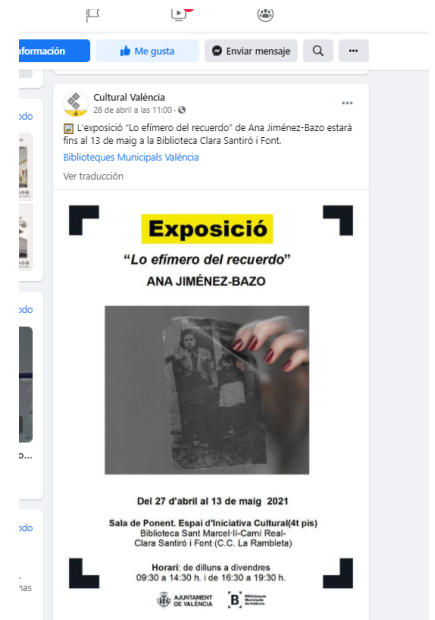 formación
Me gusta
Enviar mensaje
Cultural València
28 de abril a las 11:00 ·
L'exposició "Lo efímero del recuerdo" de Ana Jiménez-Bazo estarà
fins al 13 de maig a la Biblioteca Clara Santiró i Font.
Biblioteques Municipals València
Ver traducción
Exposició
“Lo efímero del recuerdo”
ANA JIMÉNEZ-BAZO
Del 27 d'abril al 13 de maig 2021
Sala de Ponent. Espai d'Iniciativa Cultural(4t pis)
Biblioteca Sant Marcel·lí-Camí Real-
Clara Santiró i Font (C.C. La Rambleta)
Horari: de dilluns a divendres
09:30 a 14:30 h. i de 16:30 a 19:30 h.
AJUNTAMENT
DE VALÈNCIA
B
Biblioteques
Municipals
de València